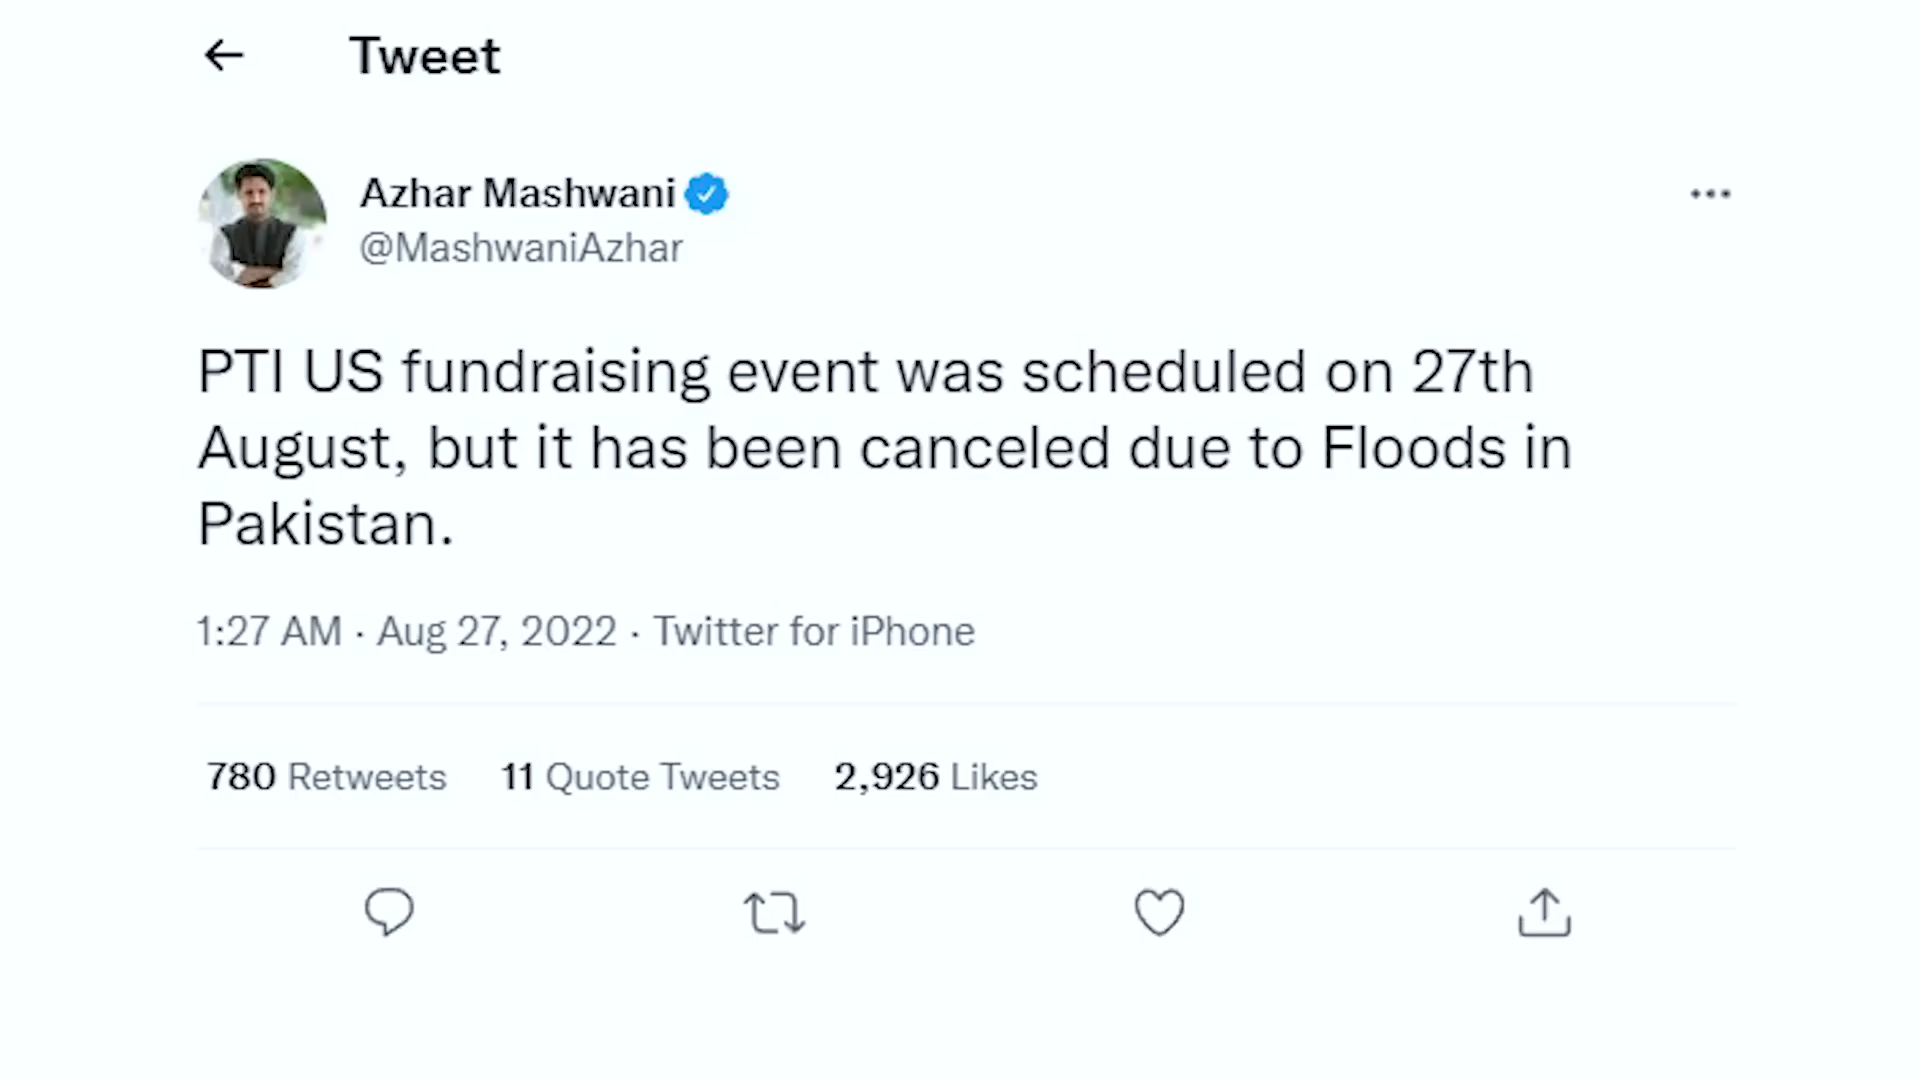 Tweet
Azhar Mashwani
@MashwaniAzhar
PTI US fundraising event was scheduled on 27th
August, but it has been canceled due to Floods in
Pakistan.
1:27 AM · Aug 27, 2022 · Twitter for iPhone
780 Retweets 11 Quote Tweets 2,926 Likes